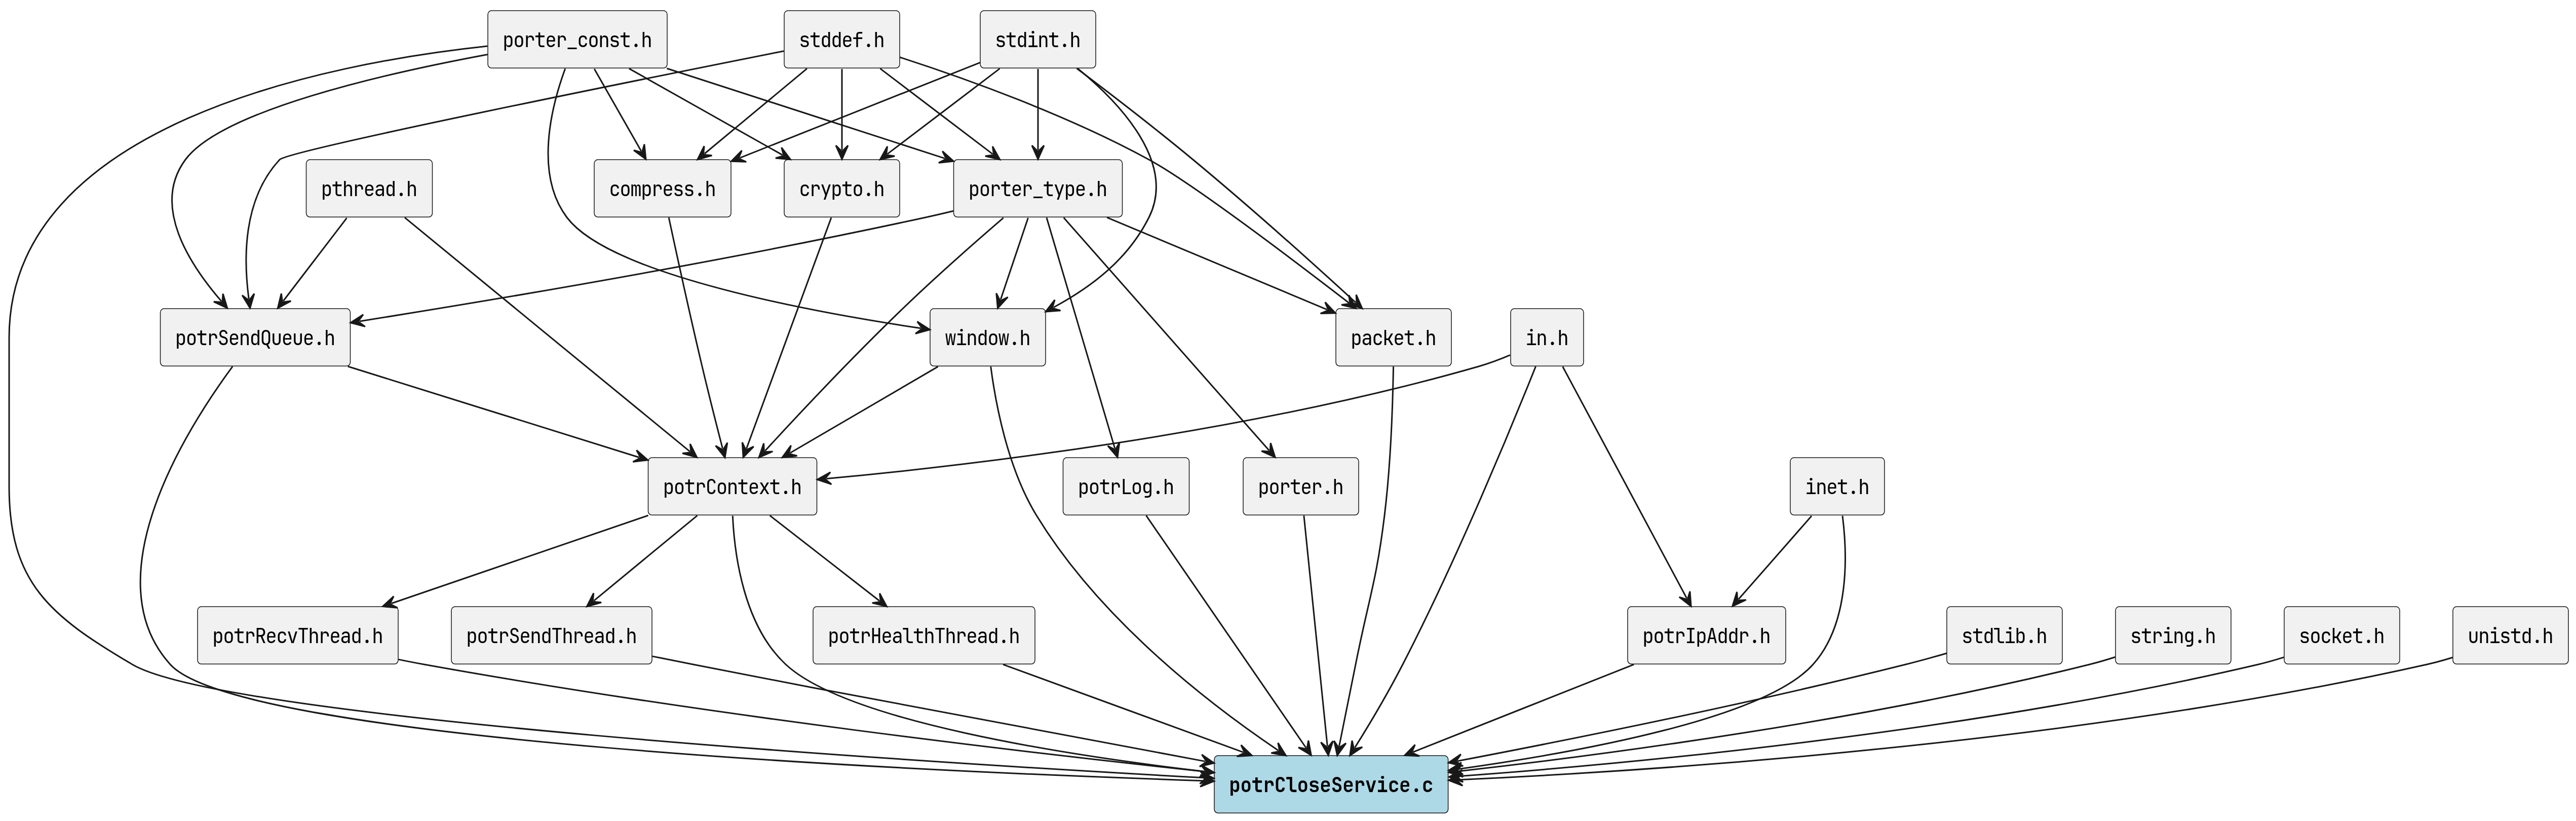 porter_const.h
stddef.h
stdint.h
pthread.h
compress.h
crypto.h
porter_type.h
potrSendQueue.h
window.h
packet.h
in.h
potrContext.h
potrLog.h
porter.h
inet.h
potrRecvThread.h
potrSendThread.h
potrHealthThread.h
potrIpAddr.h
stdlib.h
string.h
socket.h
unistd.h
potrCloseService.c